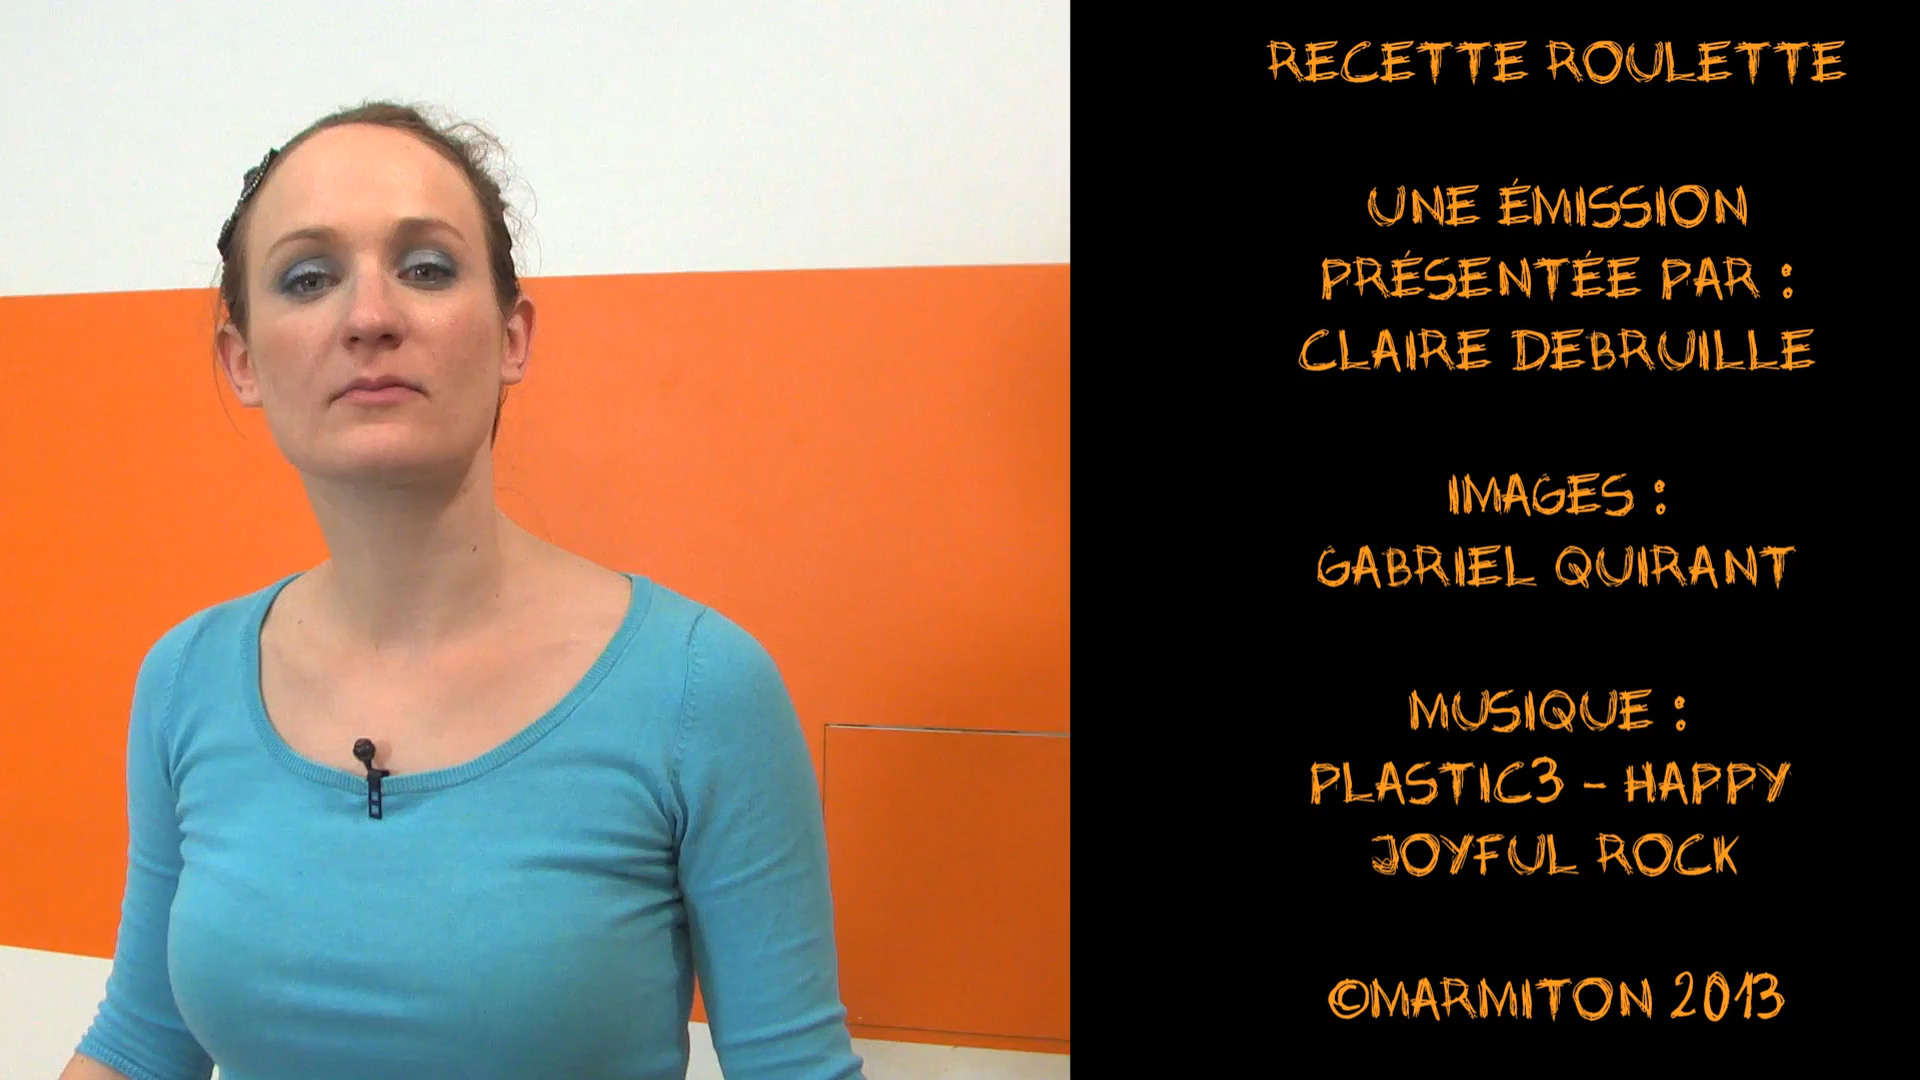 RECETTE ROULETTE
UNE ÉMISSION
PRÉSENTÉE PAR :
CLAIRE DEBRUILLE
IMAGES :
GABRIEL QUIRANT
MUSIQUE :
PLASTIC3 - HAPPY
JOYFUL ROCK
©MARMITON 2013